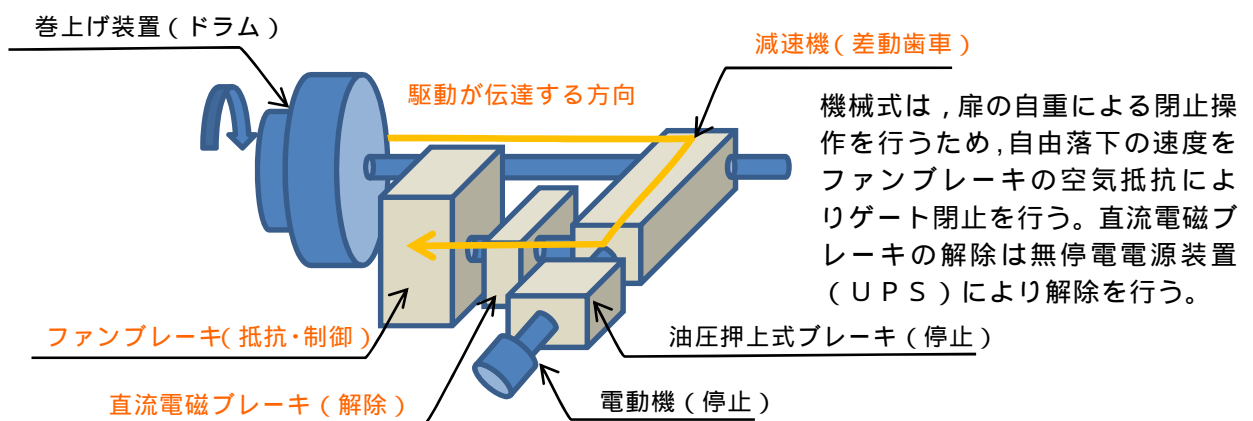 巻上げ装置(ドラム)
減速機(差動歯車)
駆動が伝達する方向
機械式は,扉の自重による閉止操
作を行うため,自由落下の速度を
ファンブレーキの空気抵抗によ
りゲート閉止を行う。直流電磁ブ
レーキの解除は無停電電源装置
(UPS)により解除を行う。
ファンブレーキ(抵抗・制御)
油圧押上式ブレーキ(停止)
直流電磁ブレーキ(解除)
電動機(停止)